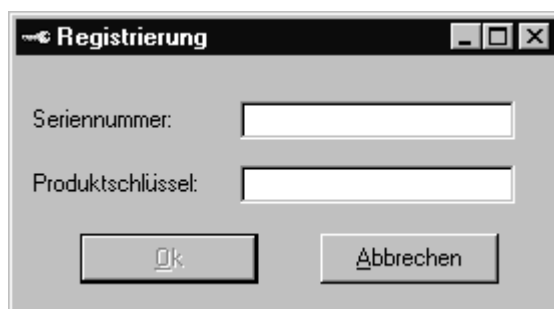 Registrierung
Seriennummer:
Produktschlüssel:
Ok Abbrechen